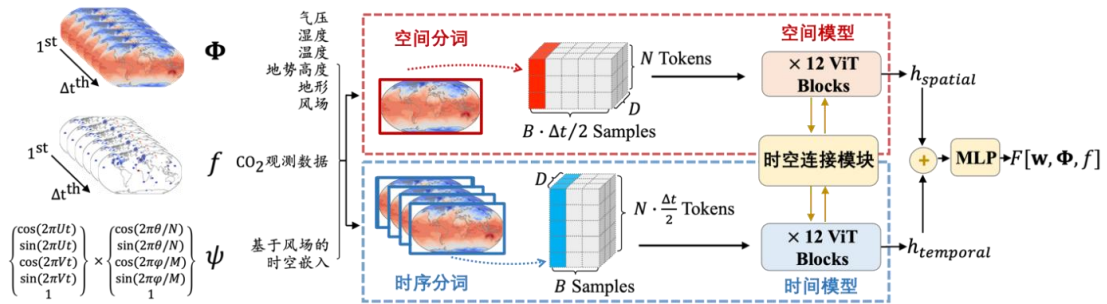 1ˢᵗ
Δtᵗʰ
Φ
气压
湿度
温度
地势高度
地形
风场
1ˢᵗ
Δtᵗʰ
f
CO₂观测数据
{cos(2πUt)
sin(2πUt)
cos(2πVt)
sin(2πVt)
1}
×
{cos(2πθ/N)
sin(2πθ/N)
cos(2πφ/M)
sin(2πφ/M)
1}
ψ
基于风场的
时空嵌入
空间分词
N Tokens
D
B · Δt/2 Samples
空间模型
× 12 ViT
Blocks
h_spatial
时空连接模块
+
MLP
F[w, Φ, f]
D
N · Δt/2 Tokens
B Samples
时序分词
× 12 ViT
Blocks
时间模型
h_temporal